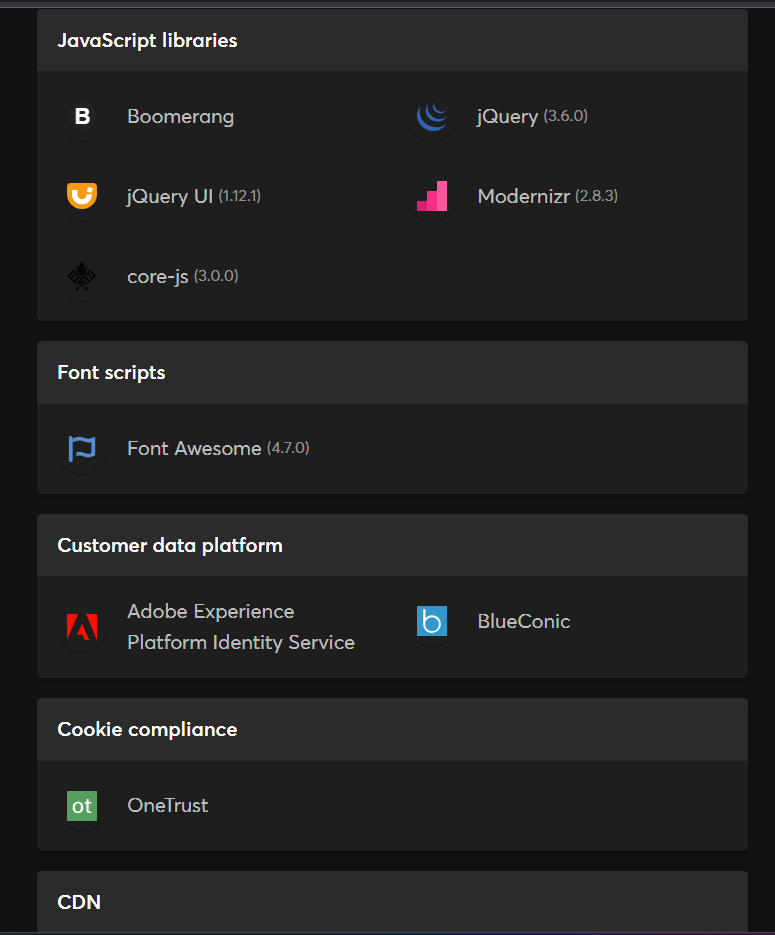 JavaScript libraries
B
Boomerang
jQuery (3.6.0)
jQuery UI (1.12.1)
Modernizr (2.8.3)
core-js (3.0.0)
Font scripts
Font Awesome (4.7.0)
Customer data platform
Adobe Experience
Platform Identity Service
b
BlueConic
Cookie compliance
ot
OneTrust
CDN